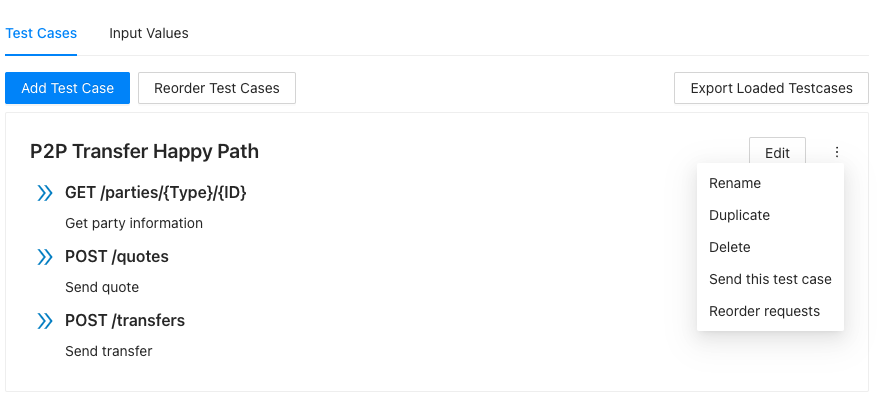 Test Cases Input Values
Add Test Case Reorder Test Cases Export Loaded Testcases
P2P Transfer Happy Path Edit
GET /parties/{Type}/{ID}
Get party information
POST /quotes
Send quote
POST /transfers
Send transfer
Rename
Duplicate
Delete
Send this test case
Reorder requests